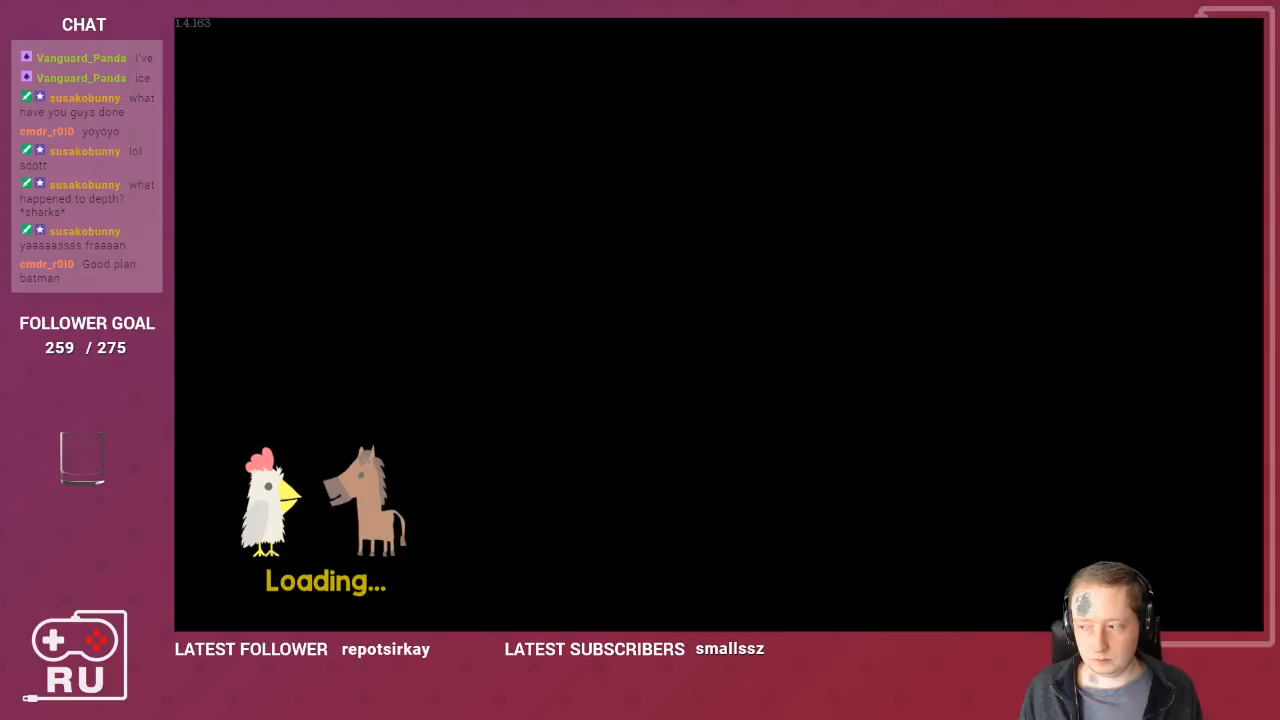 CHAT
1.4.163
Vanguard_Panda: I've
Vanguard_Panda: ice
susakobunny: what
have you guys done
cmdr_r0l0: yoyoyo
susakobunny: lol
scott
susakobunny: what
happened to depth?
*sharks*
susakobunny:
yaaaaassss fraaaan
cmdr_r0l0: Good plan
batman
FOLLOWER GOAL
259 / 275
Loading...
RU
LATEST FOLLOWER repotsirkay
LATEST SUBSCRIBERS smallssz